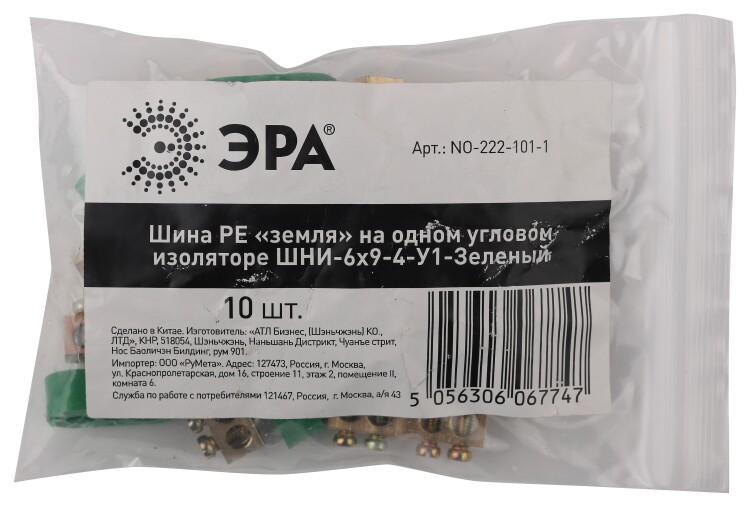 ЭРА®
Арт.: NO-222-101-1
Шина PE «земля» на одном угловом
изоляторе ШНИ-6х9-4-У1-Зеленый
10 шт.
Сделано в Китае. Изготовитель: «АТЛ Бизнес, (Шэньчжэнь) КО.,
ЛТД», КНР, 518054, Шэньчжэнь, Наньшань Дистрикт, Чуанъе стрит,
Нос Баоличэн Билдинг, рум 901.
Импортер: ООО «РуМета». Адрес: 127473, Россия, г. Москва,
ул. Краснопролетарская, дом 16, строение 11, этаж 2, помещение II,
комната 6.
Служба по работе с потребителями 121467, Россия, г. Москва, а/я 43
5 056306 067747